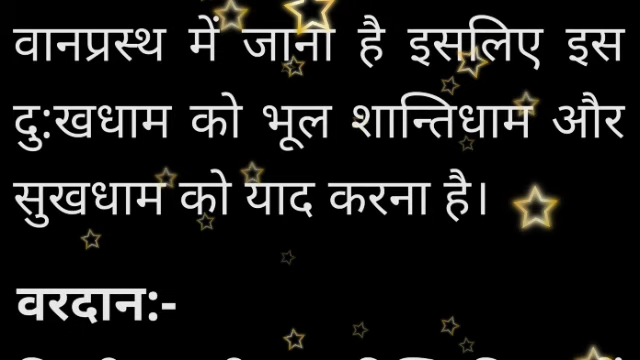 वानप्रस्थ में जाना है इसलिए इस
दु:खधाम को भूल शान्तिधाम और
सुखधाम को याद करना है।
वरदान:-